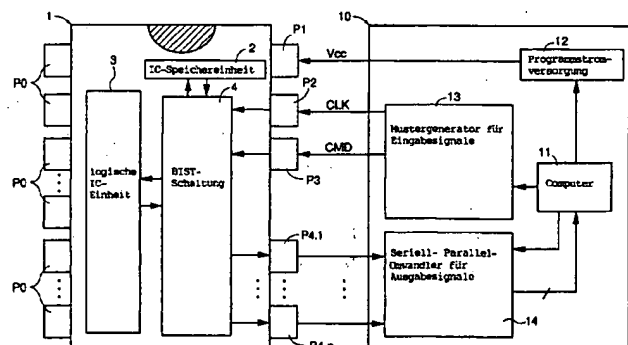 1
10
P1
12
3
2
IC-Speichereinheit
Vcc
Programmstrom-
versorgung
P0
4
P2
CLK
13
Mustergenerator für
Eingabesignale
CMD
P3
11
Computer
P0
logische
IC-
Einheit
BIST-
Schaltung
P4.1
Seriell- Parallel-
Umwandler für
Ausgabesignale
P0
14